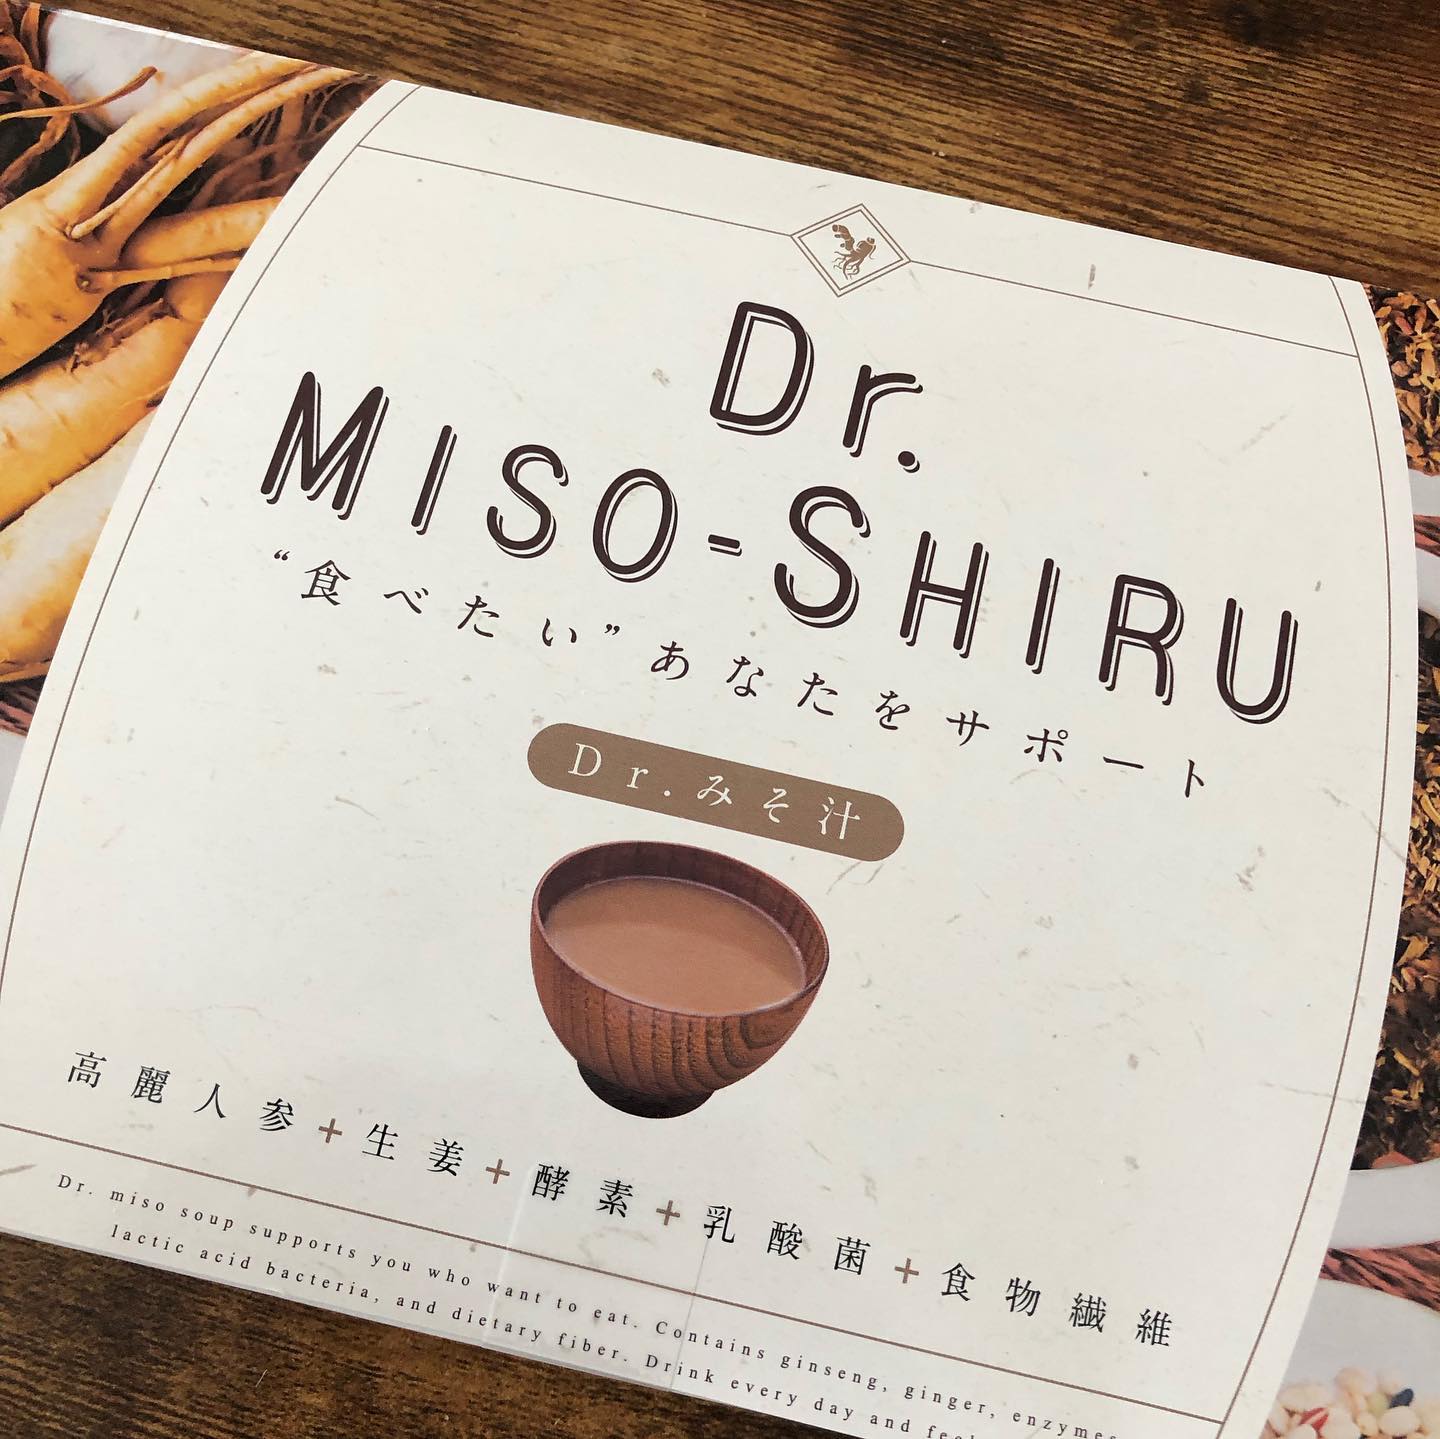 Dr.
MISO-SHIRU
“食べたい”あなたをサポート
Dr.みそ汁
高麗人参+生姜+酵素+乳酸菌+食物繊維
Dr. miso soup supports you who want to eat. Contains ginseng, ginger, enzymes
lactic acid bacteria, and dietary fiber. Drink every day and